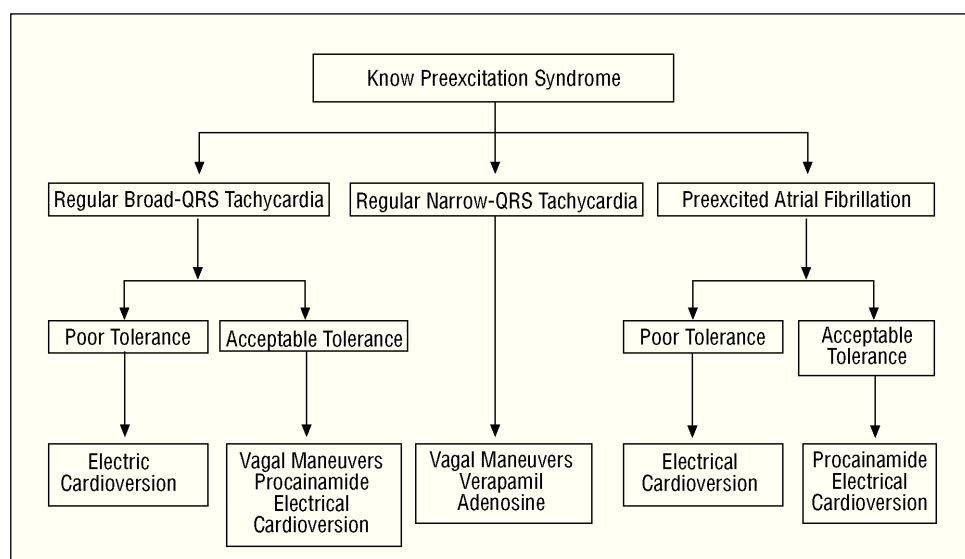 Know Preexcitation Syndrome
Regular Broad-QRS Tachycardia
Regular Narrow-QRS Tachycardia
Preexcited Atrial Fibrillation
Poor Tolerance
Acceptable Tolerance
Poor Tolerance
Acceptable
Tolerance
Electric
Cardioversion
Vagal Maneuvers
Procainamide
Electrical
Cardioversion
Vagal Maneuvers
Verapamil
Adenosine
Electrical
Cardioversion
Procainamide
Electrical
Cardioversion